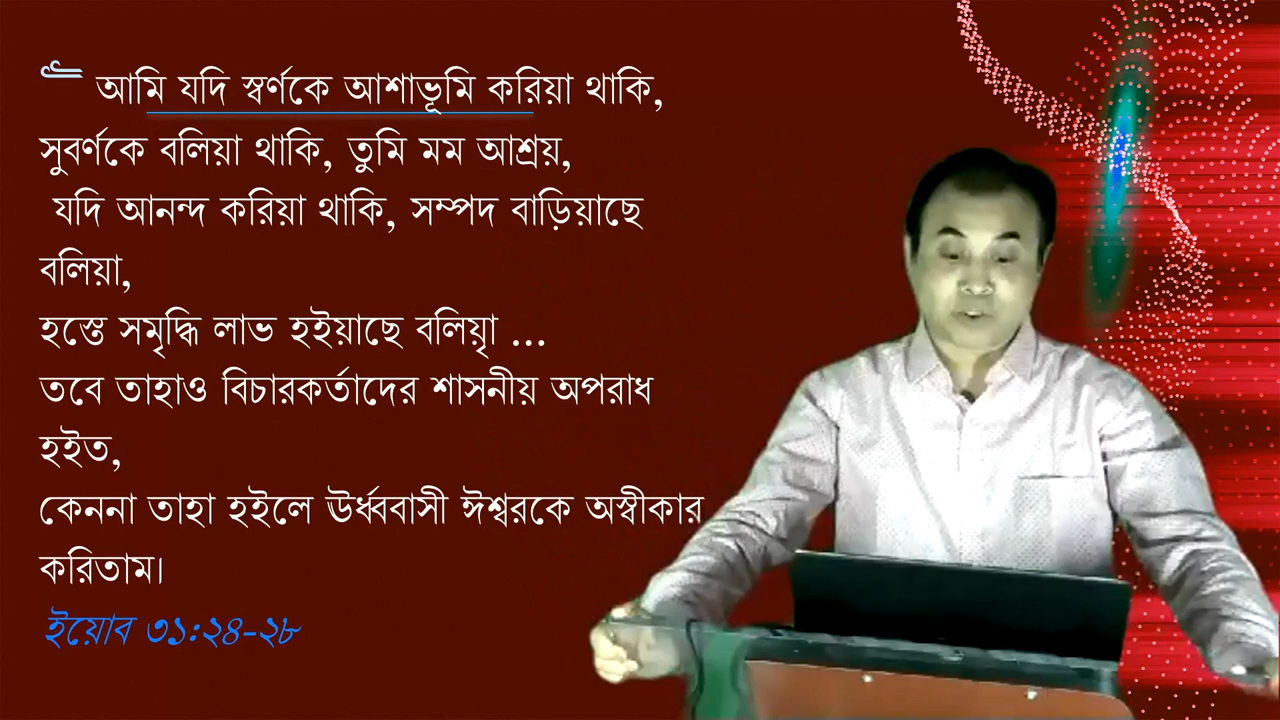 আমি যদি স্বর্ণকে আশাভূমি করিয়া থাকি,
সুবর্ণকে বলিয়া থাকি, তুমি মম আশ্রয়,
যদি আনন্দ করিয়া থাকি, সম্পদ বাড়িয়াছে
বলিয়া,
হস্তে সমৃদ্ধি লাভ হইয়াছে বলিয়ৃা ...
তবে তাহাও বিচারকর্তাদের শাসনীয় অপরাধ
হইত,
কেননা তাহা হইলে ঊর্ধ্ববাসী ঈশ্বরকে অস্বীকার
করিতাম।
ইয়োব ৩১:২৪-২৮